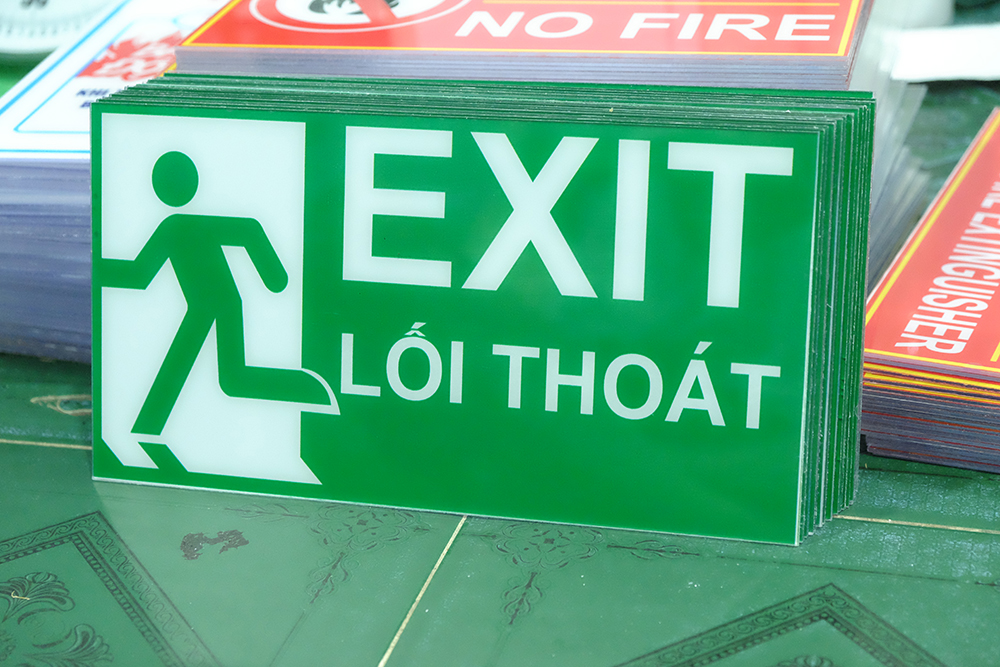 NO FIRE
EXIT
LỐI THOÁT
EXTINGUISHER